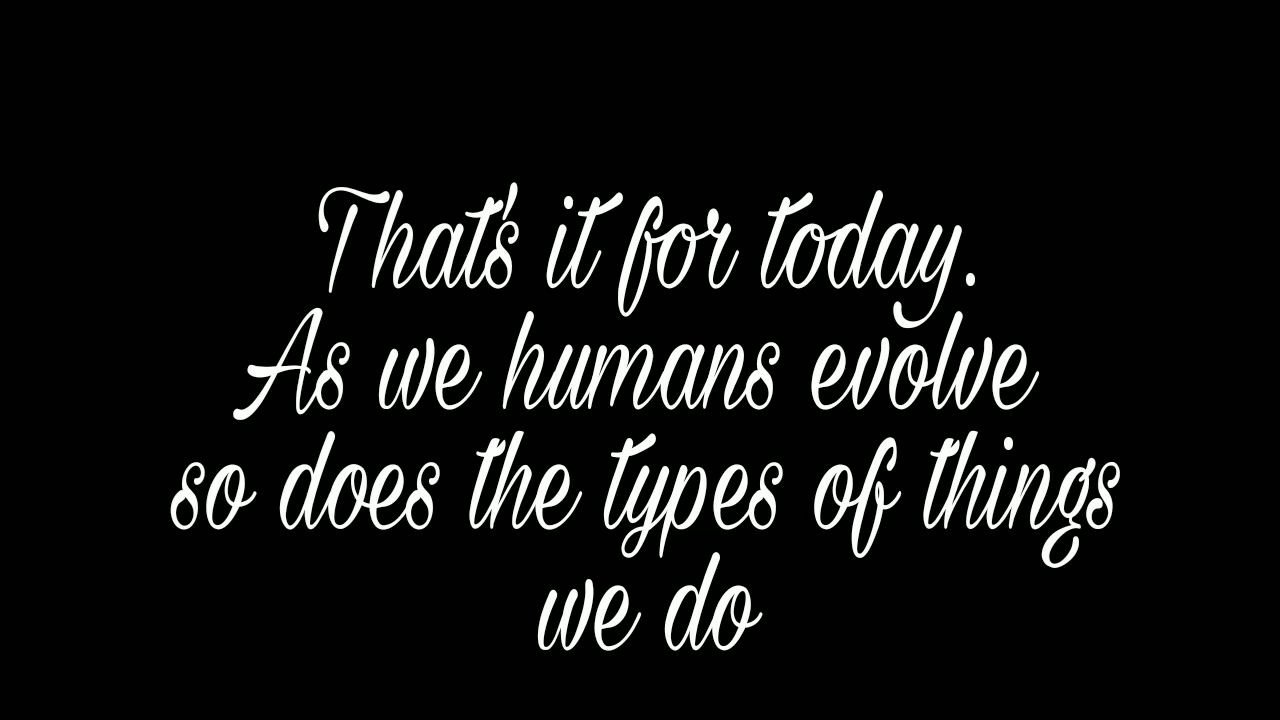 That's it for today.
As we humans evolve
so does the types of things
we do